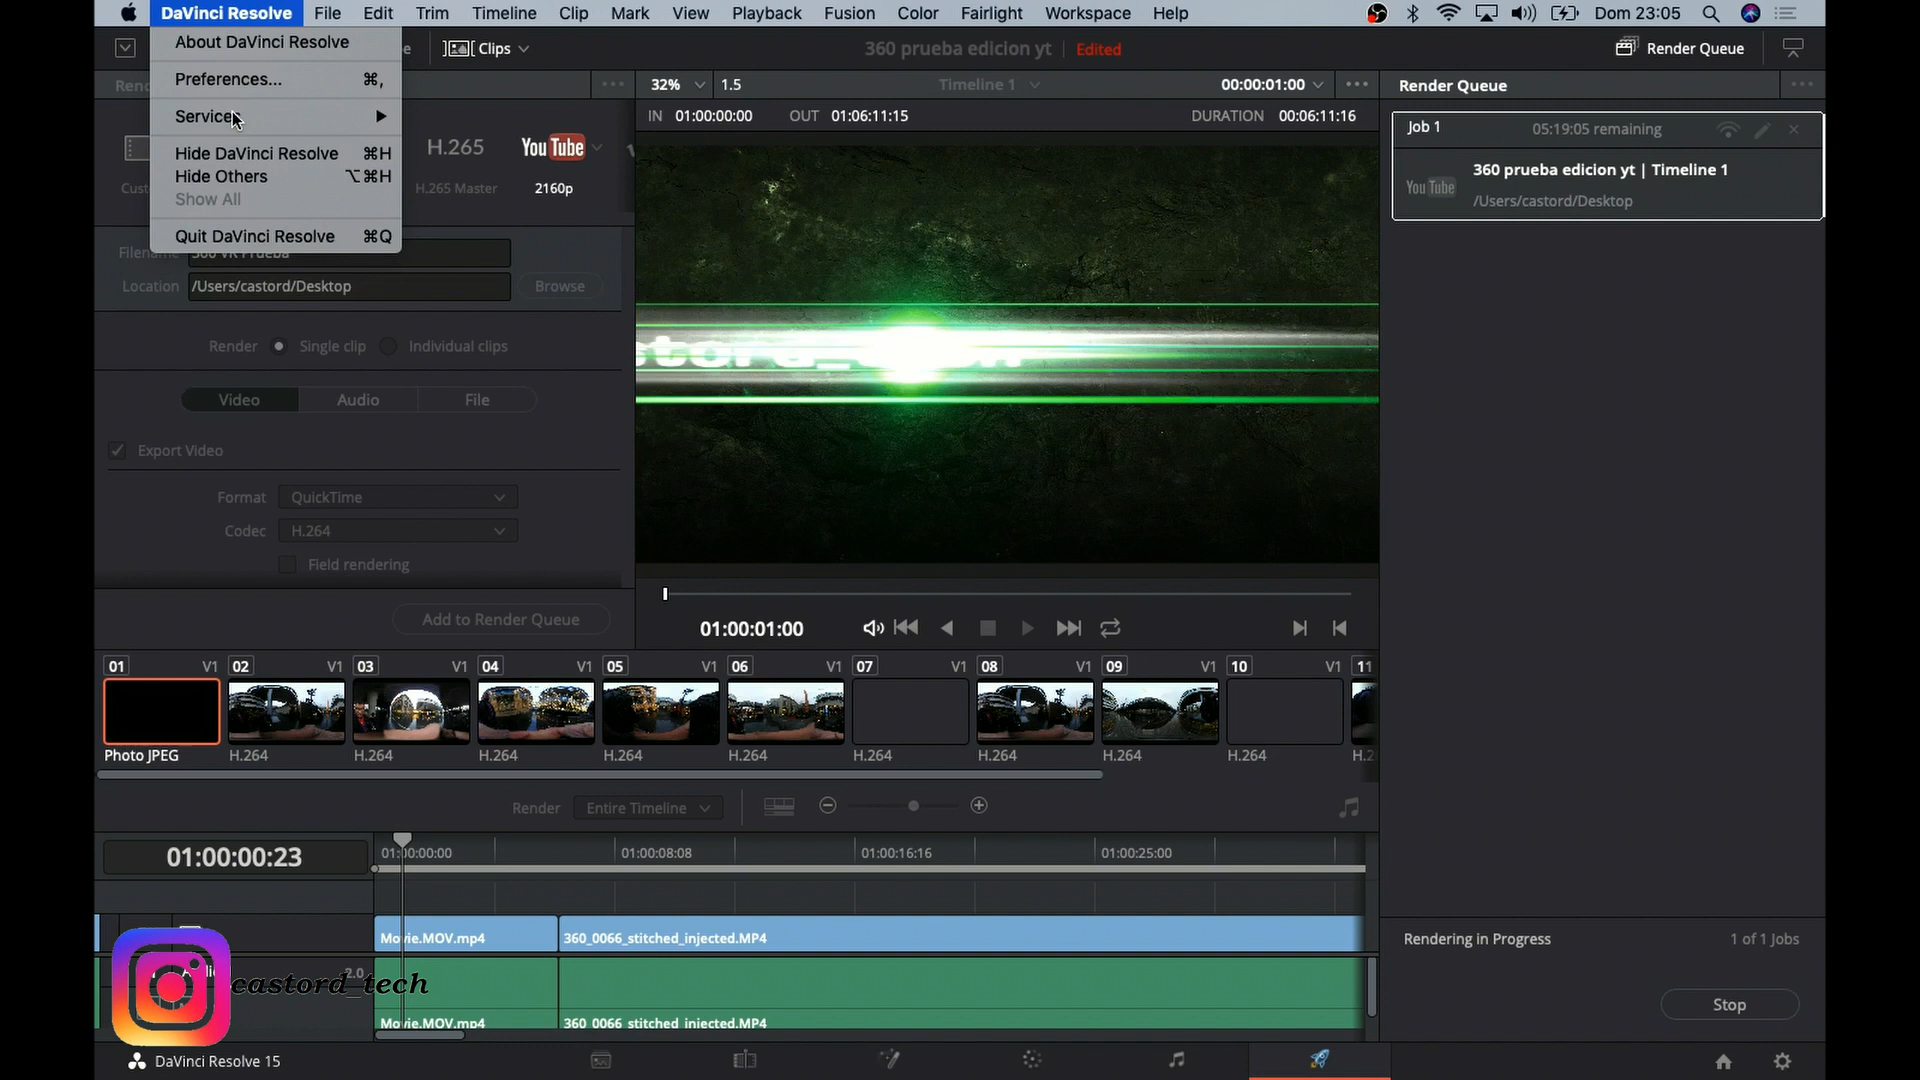 DaVinci Resolve File Edit Trim Timeline Clip Mark View Playback Fusion Color Fairlight Workspace Help Dom 23:05
About DaVinci Resolve
Preferences... ⌘,
Services
Hide DaVinci Resolve ⌘H
Hide Others ⌥⌘H
Show All
Quit DaVinci Resolve ⌘Q
Clips
360 prueba edicion yt Edited
Render Queue
32% 1.5 Timeline 1 00:00:01:00
IN 01:00:00:00 OUT 01:06:11:15 DURATION 00:06:11:16
Render Queue
Job 1 05:19:05 remaining
360 prueba edicion yt | Timeline 1
You Tube
/Users/castord/Desktop
H.265 You Tube
H.265 Master 2160p
Filename 360 VR Prueba
Location /Users/castord/Desktop Browse
Render Single clip Individual clips
Video Audio File
Export Video
Format QuickTime
Codec H.264
Field rendering
Add to Render Queue
01:00:01:00
01 V1 02 V1 03 V1 04 V1 05 V1 06 V1 07 V1 08 V1 09 V1 10 V1 11
Photo JPEG H.264 H.264 H.264 H.264 H.264 H.264 H.264 H.264 H.264
Render Entire Timeline
01:00:00:23
01:00:00:00 01:00:08:08 01:00:16:16 01:00:25:00
Movie.MOV.mp4 360_0066_stitched_injected.MP4
2.0
castord_tech
Movie.MOV.mp4 360_0066_stitched_injected.MP4
Rendering in Progress 1 of 1 Jobs
Stop
DaVinci Resolve 15